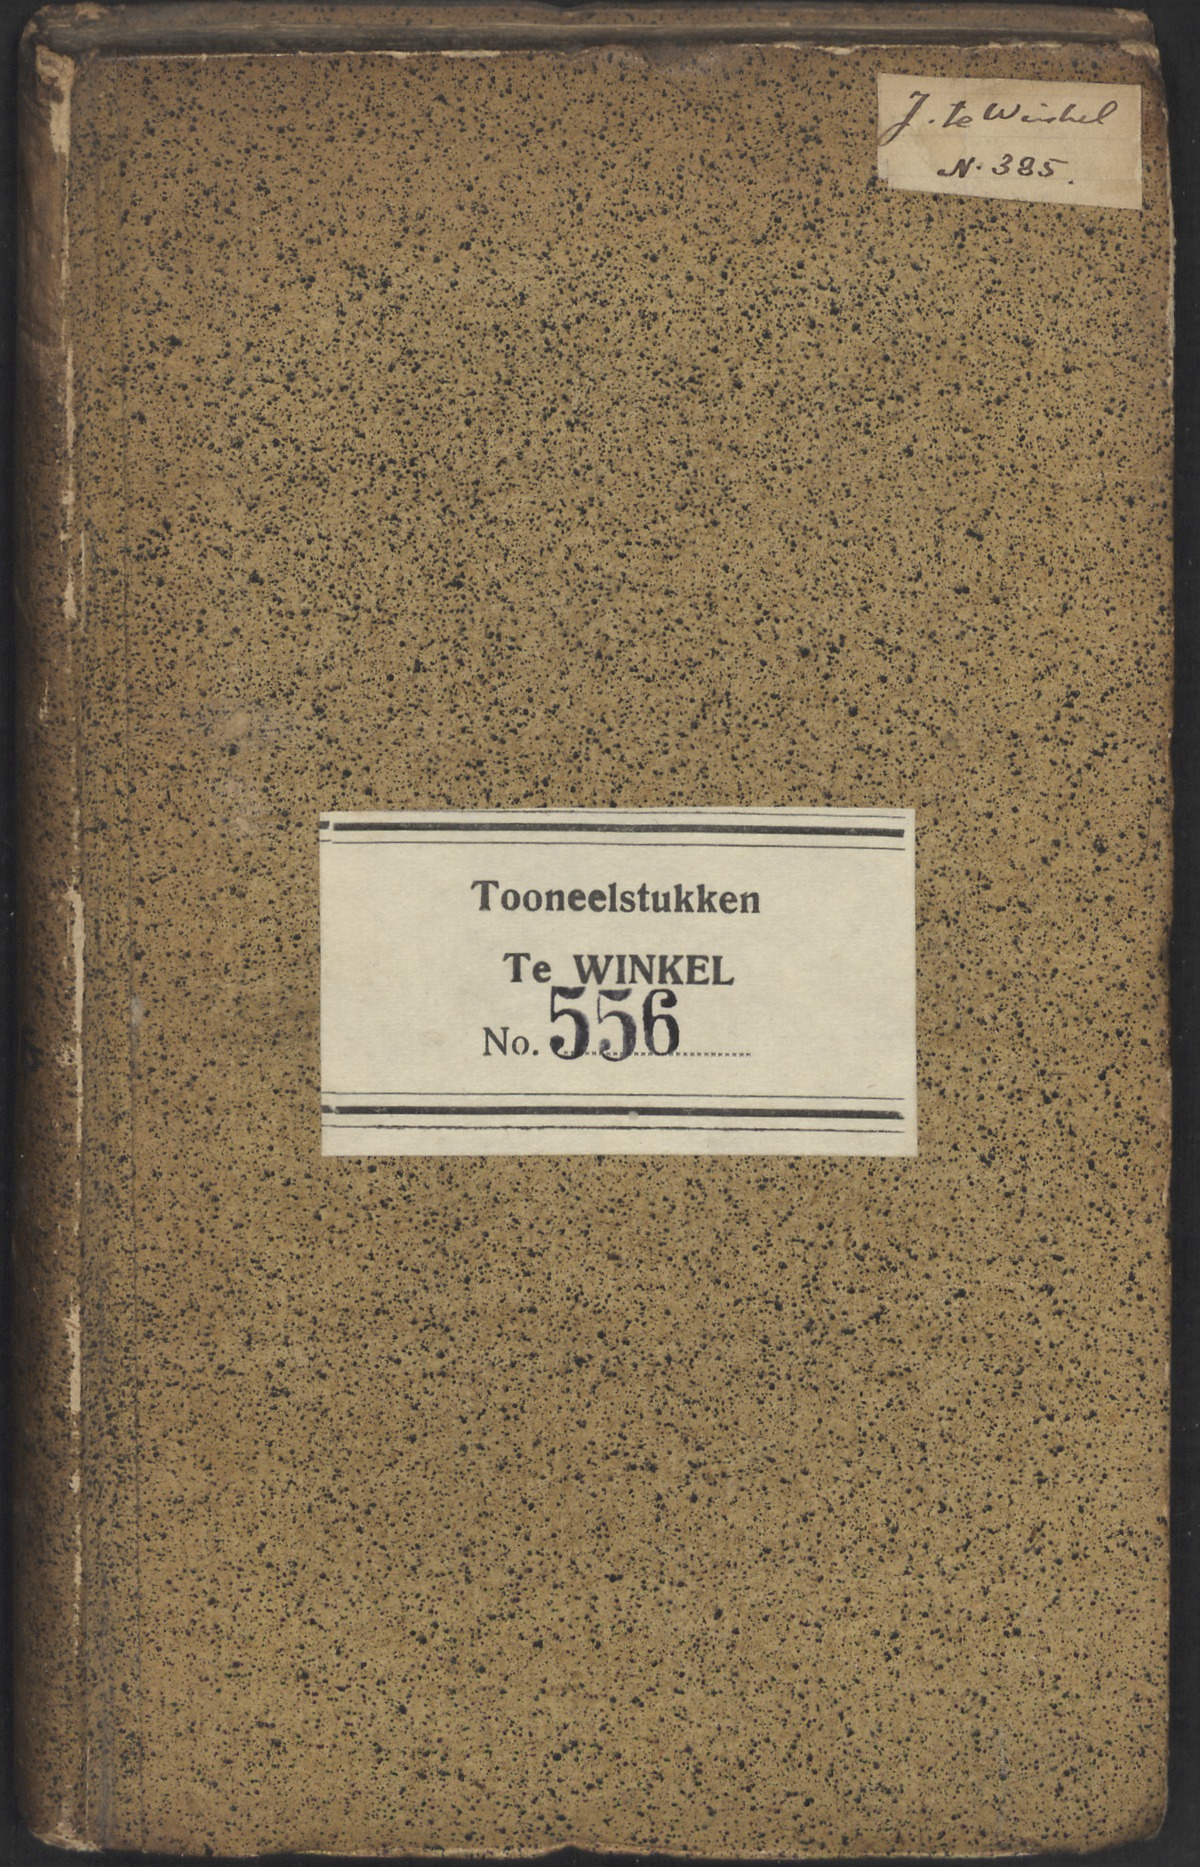 J. te Winkel
N. 385.
Tooneelstukken
Te WINKEL
No. 556